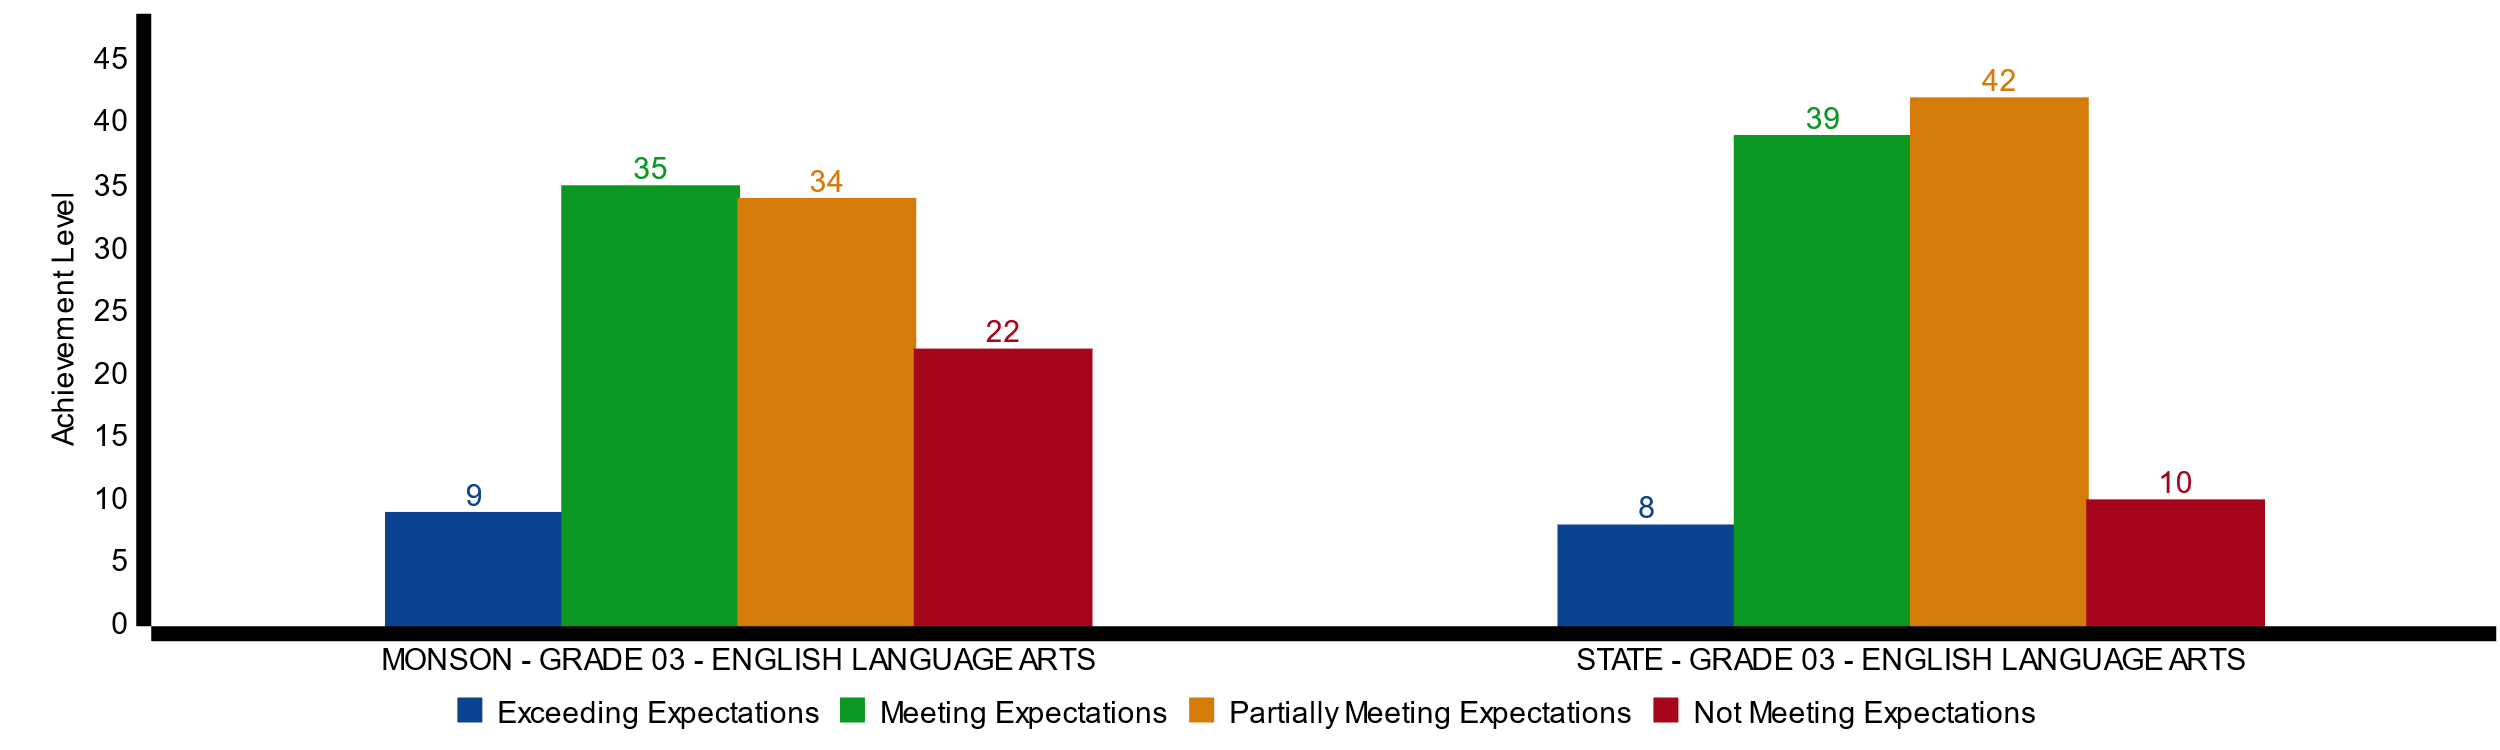 Achievement Level
45
40
35
30
25
20
15
10
5
0
9
35
34
22
8
39
42
10
MONSON - GRADE 03 - ENGLISH LANGUAGE ARTS
STATE - GRADE 03 - ENGLISH LANGUAGE ARTS
Exceeding Expectations
Meeting Expectations
Partially Meeting Expectations
Not Meeting Expectations